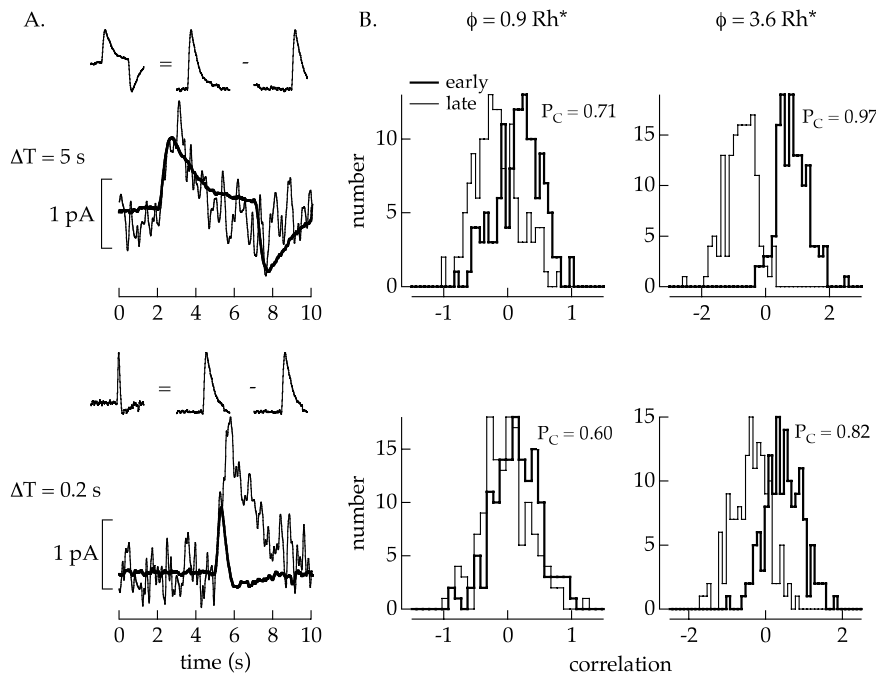 A.
B.
ϕ = 0.9 Rh*
ϕ = 3.6 Rh*
= -
ΔT = 5 s
1 pA
0 2 4 6 8 10
early
late
P_C = 0.71
number
10
5
0
-1 0 1
P_C = 0.97
15
10
5
0
-2 0 2
= -
ΔT = 0.2 s
1 pA
0 2 4 6 8 10
time (s)
P_C = 0.60
number
15
10
5
0
-1 0 1
P_C = 0.82
15
10
5
0
-2 0 2
correlation